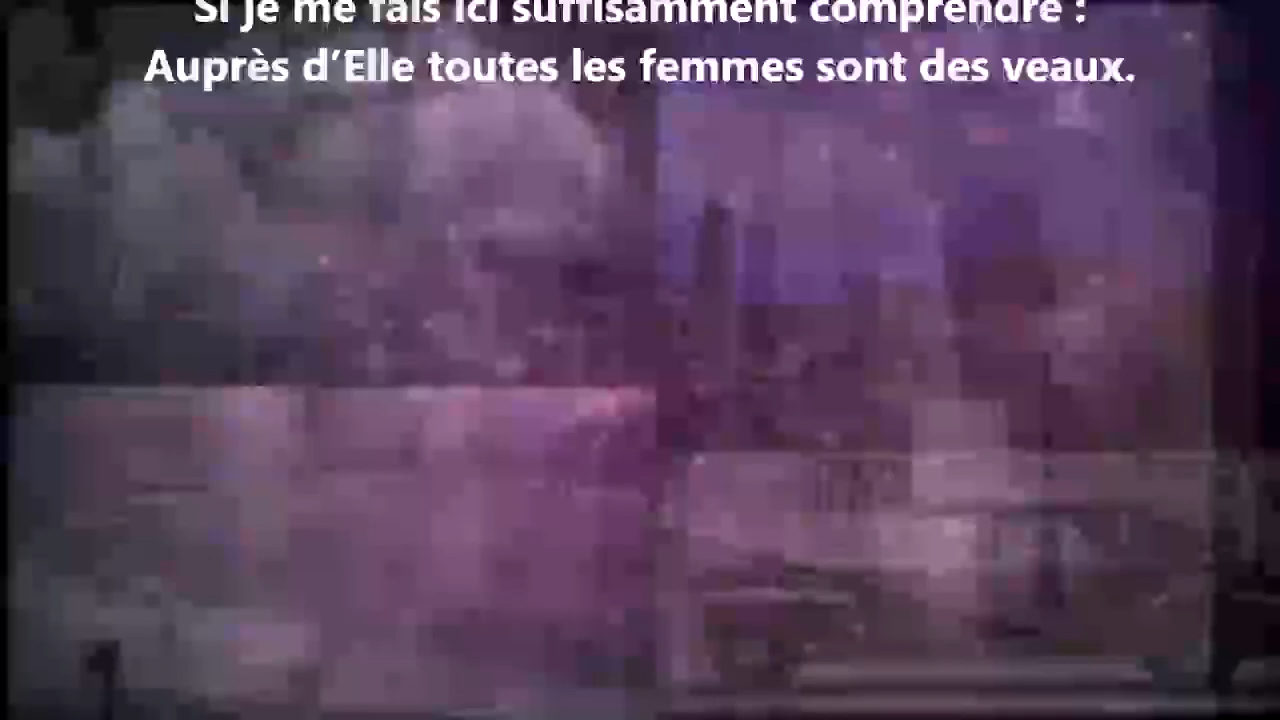 Si je me fais ici suffisamment comprendre :
Auprès d’Elle toutes les femmes sont des veaux.